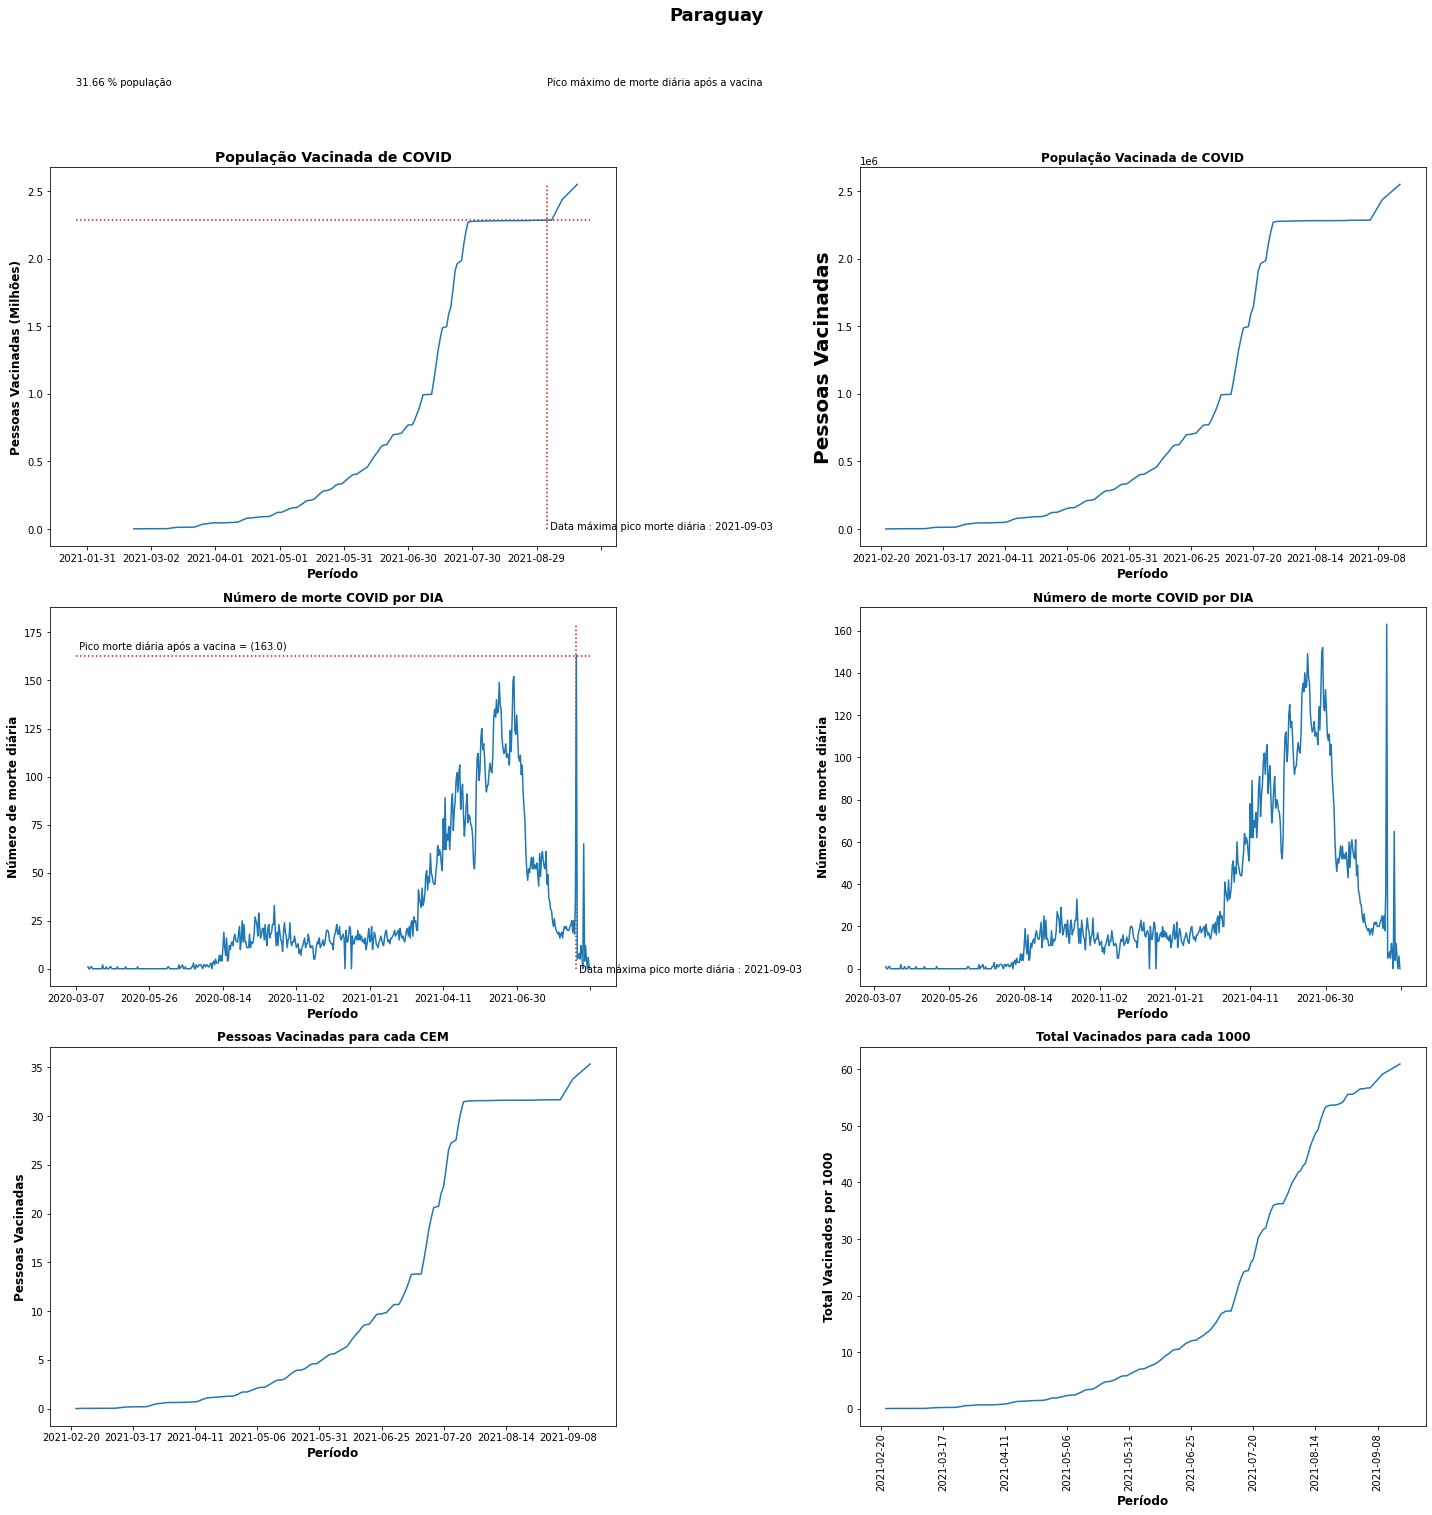 Paraguay
31.66 % população
Pico máximo de morte diária após a vacina
População Vacinada de COVID
Pessoas Vacinadas (Milhões)
2.5
2.0
1.5
1.0
0.5
0.0
Data máxima pico morte diária : 2021-09-03
2021-01-31 2021-03-02 2021-04-01 2021-05-01 2021-05-31 2021-06-30 2021-07-30 2021-08-29
Período
População Vacinada de COVID
1e6
Pessoas Vacinadas
2.5
2.0
1.5
1.0
0.5
0.0
2021-02-20 2021-03-17 2021-04-11 2021-05-06 2021-05-31 2021-06-25 2021-07-20 2021-08-14 2021-09-08
Período
Número de morte COVID por DIA
Número de morte diária
175
Pico morte diária após a vacina = (163.0)
150
125
100
75
50
25
0
Data máxima pico morte diária : 2021-09-03
2020-03-07 2020-05-26 2020-08-14 2020-11-02 2021-01-21 2021-04-11 2021-06-30
Período
Número de morte COVID por DIA
Número de morte diária
160
140
120
100
80
60
40
20
0
2020-03-07 2020-05-26 2020-08-14 2020-11-02 2021-01-21 2021-04-11 2021-06-30
Período
Pessoas Vacinadas para cada CEM
Pessoas Vacinadas
35
30
25
20
15
10
5
0
2021-02-20 2021-03-17 2021-04-11 2021-05-06 2021-05-31 2021-06-25 2021-07-20 2021-08-14 2021-09-08
Período
Total Vacinados para cada 1000
Total Vacinados por 1000
60
50
40
30
20
10
0
2021-02-20
2021-03-17
2021-04-11
2021-05-06
2021-05-31
2021-06-25
2021-07-20
2021-08-14
2021-09-08
Período